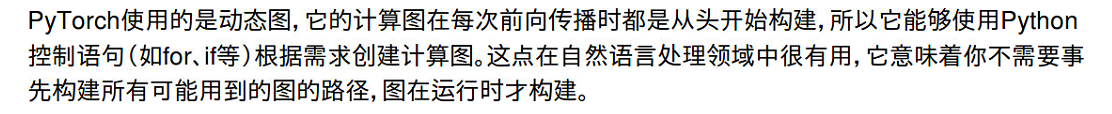 PyTorch使用的是动态图，它的计算图在每次前向传播时都是从头开始构建，所以它能够使用Python
控制语句（如for、if等）根据需求创建计算图。这点在自然语言处理领域中很有用，它意味着你不需要事
先构建所有可能用到的图的路径，图在运行时才构建。